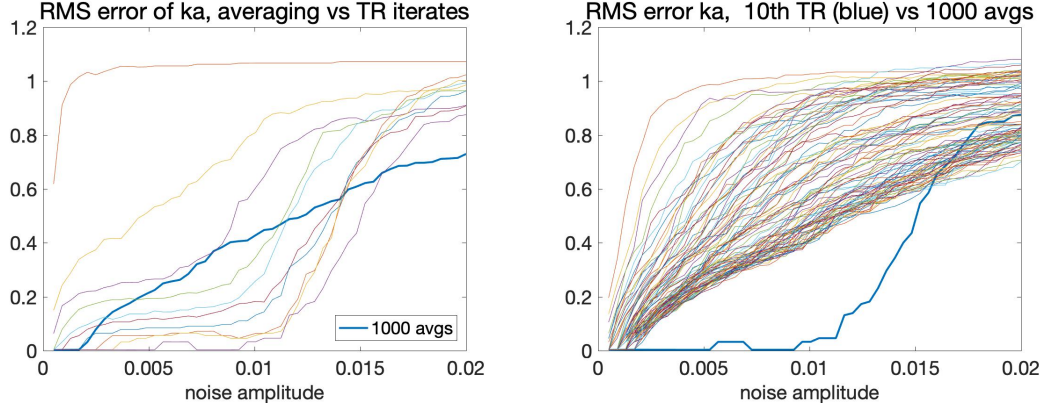 RMS error of ka, averaging vs TR iterates
1.2
1
0.8
0.6
0.4
0.2
0
0 0.005 0.01 0.015 0.02
noise amplitude
1000 avgs
RMS error ka, 10th TR (blue) vs 1000 avgs
1.2
1
0.8
0.6
0.4
0.2
0
0 0.005 0.01 0.015 0.02
noise amplitude